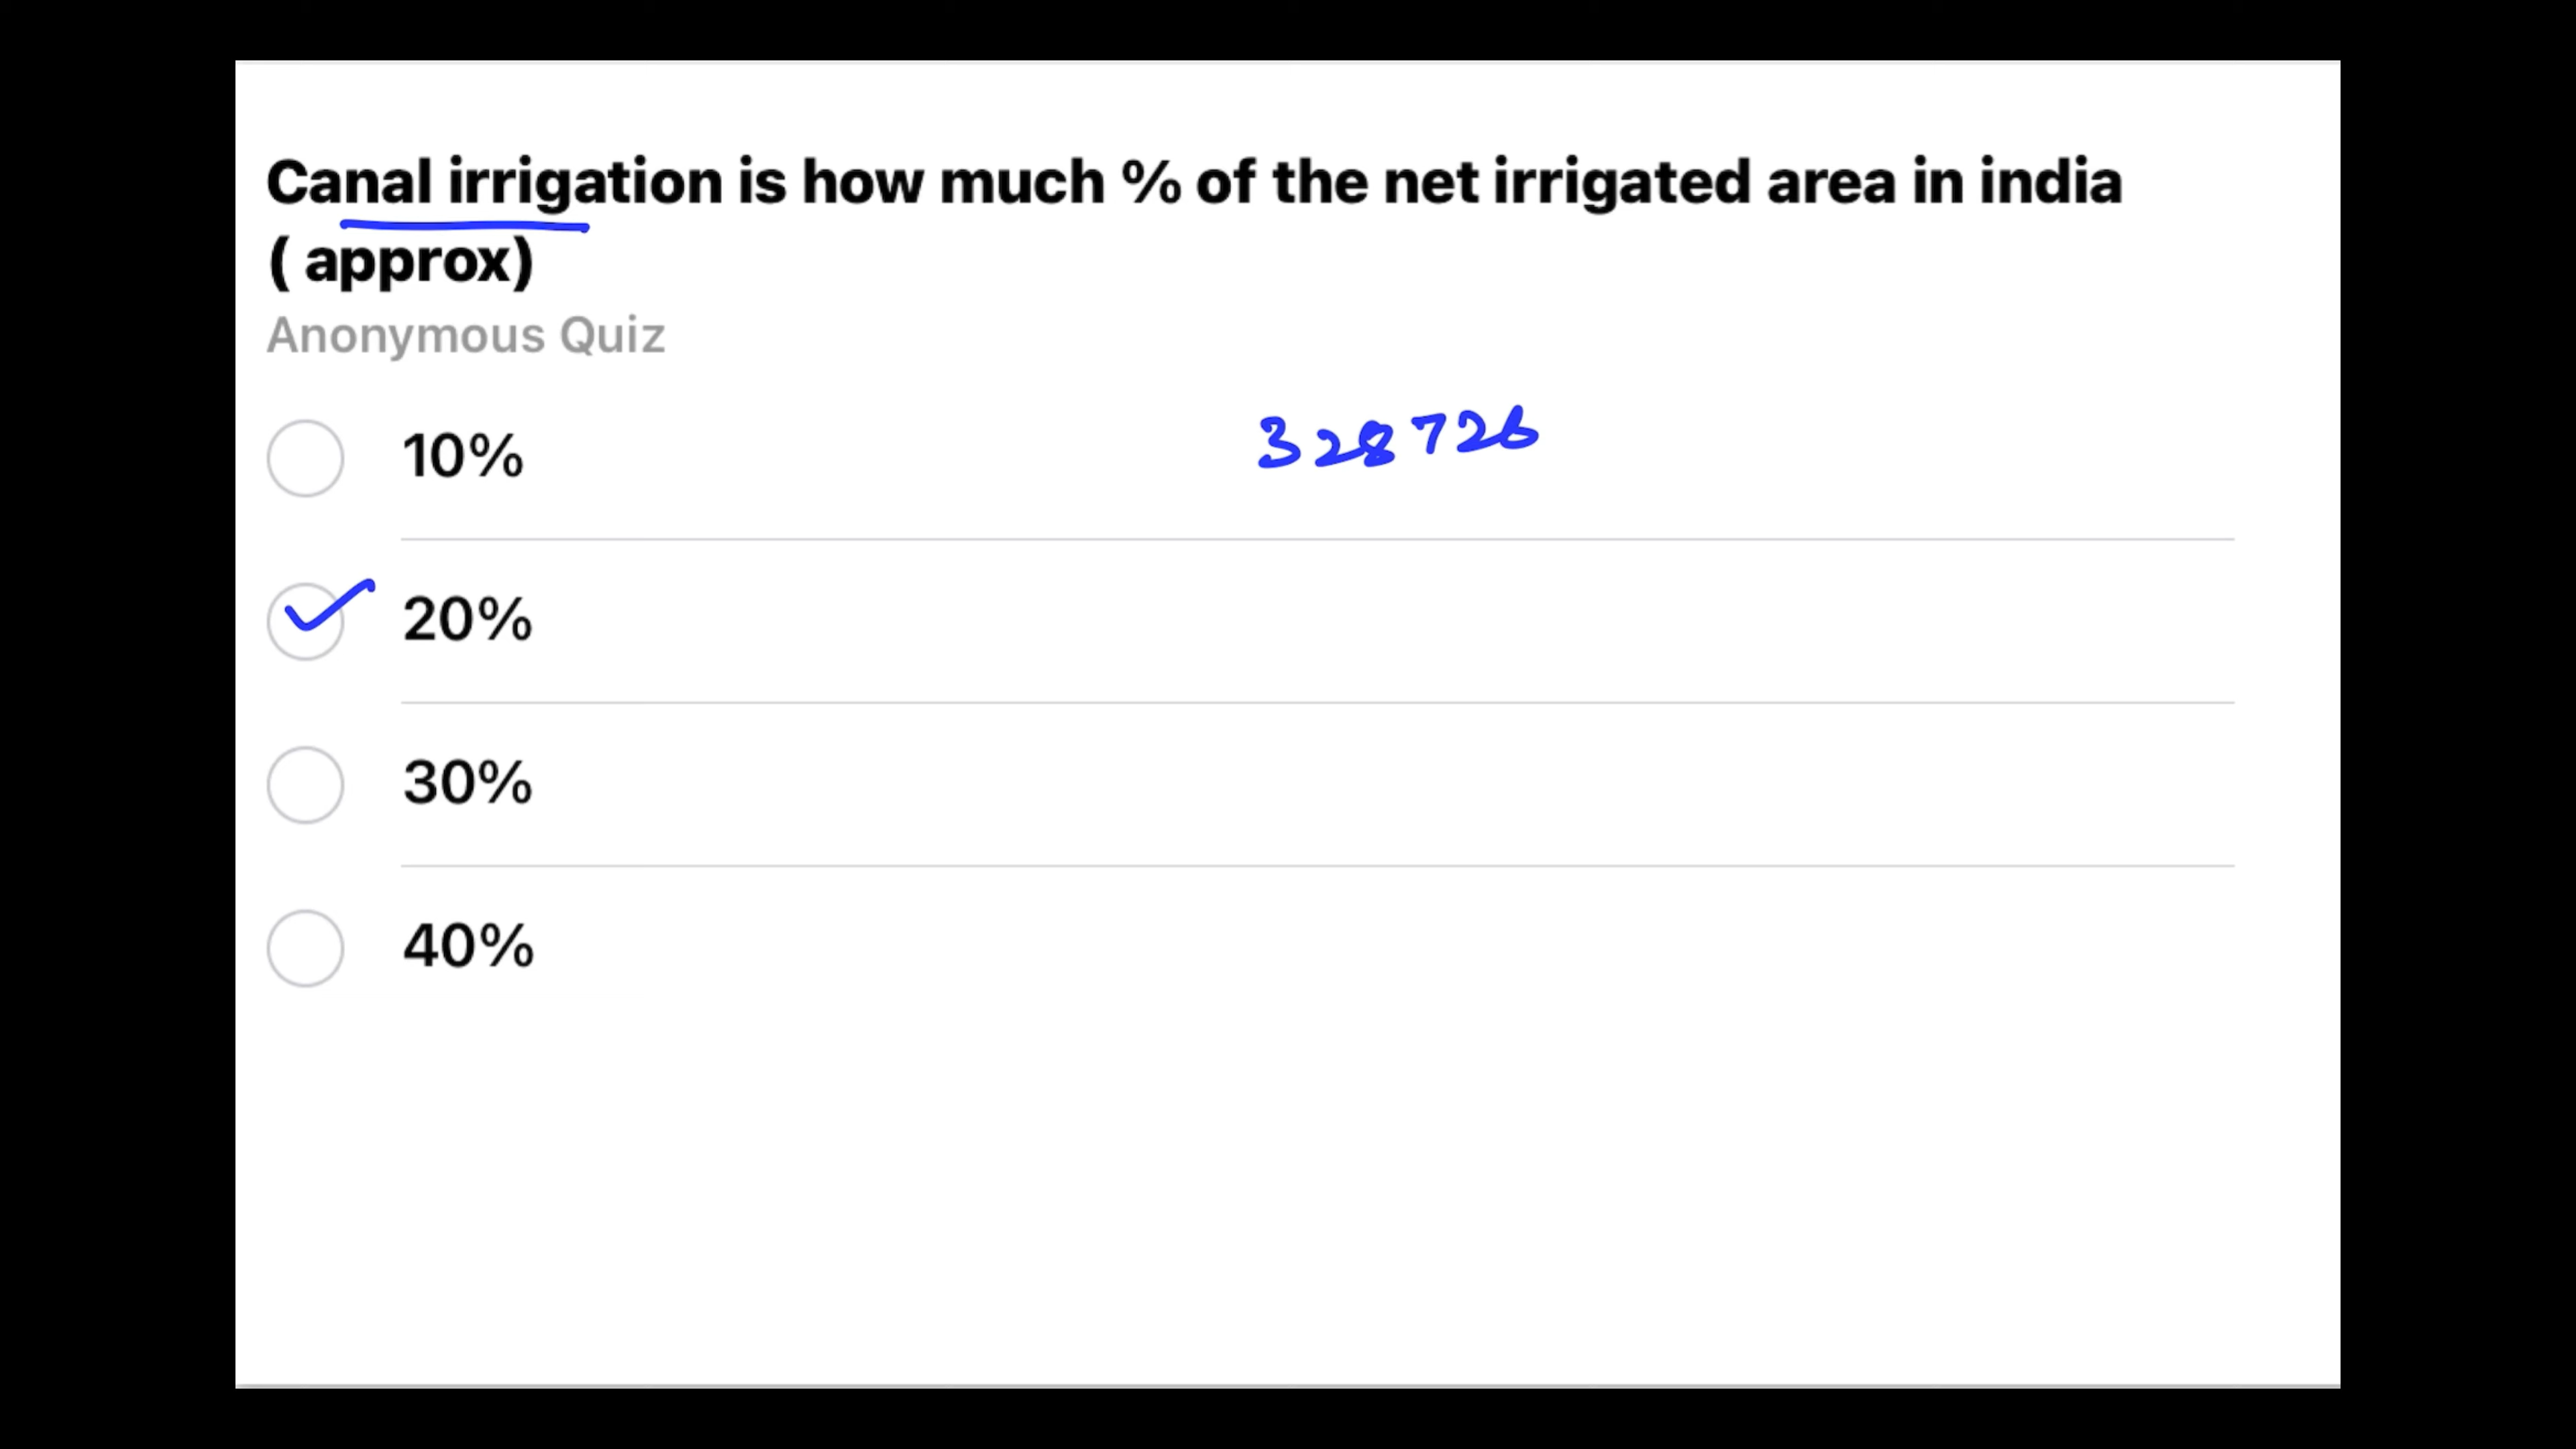 Canal irrigation is how much % of the net irrigated area in india
( approx)
Anonymous Quiz
10%
328726
20%
30%
40%